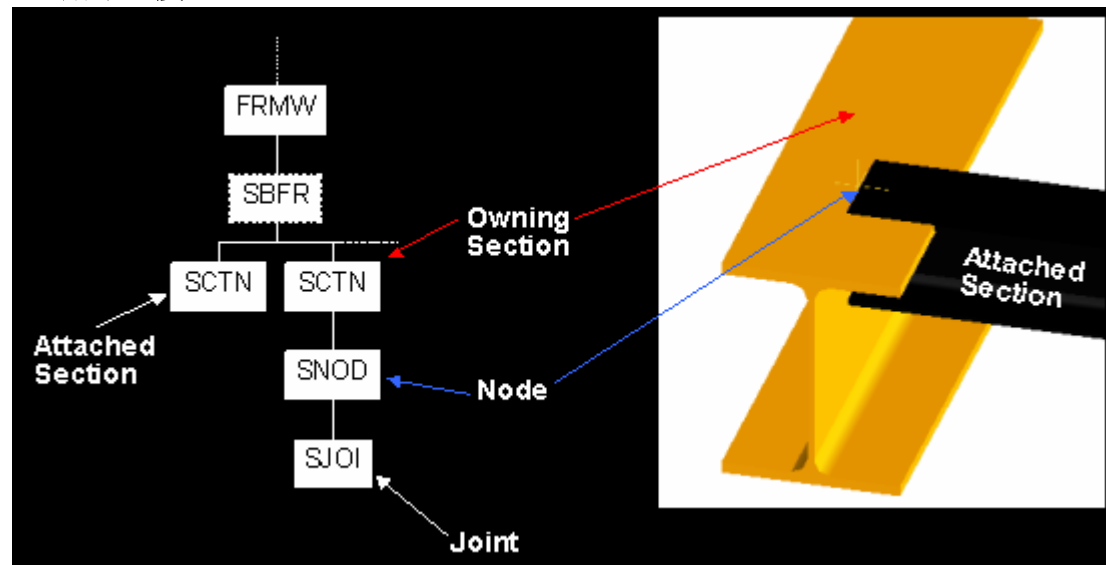 FRMW
SBFR
Owning
Section
SCTN
SCTN
Attached
Section
Attached
Section
SNOD
Node
SJOI
Joint